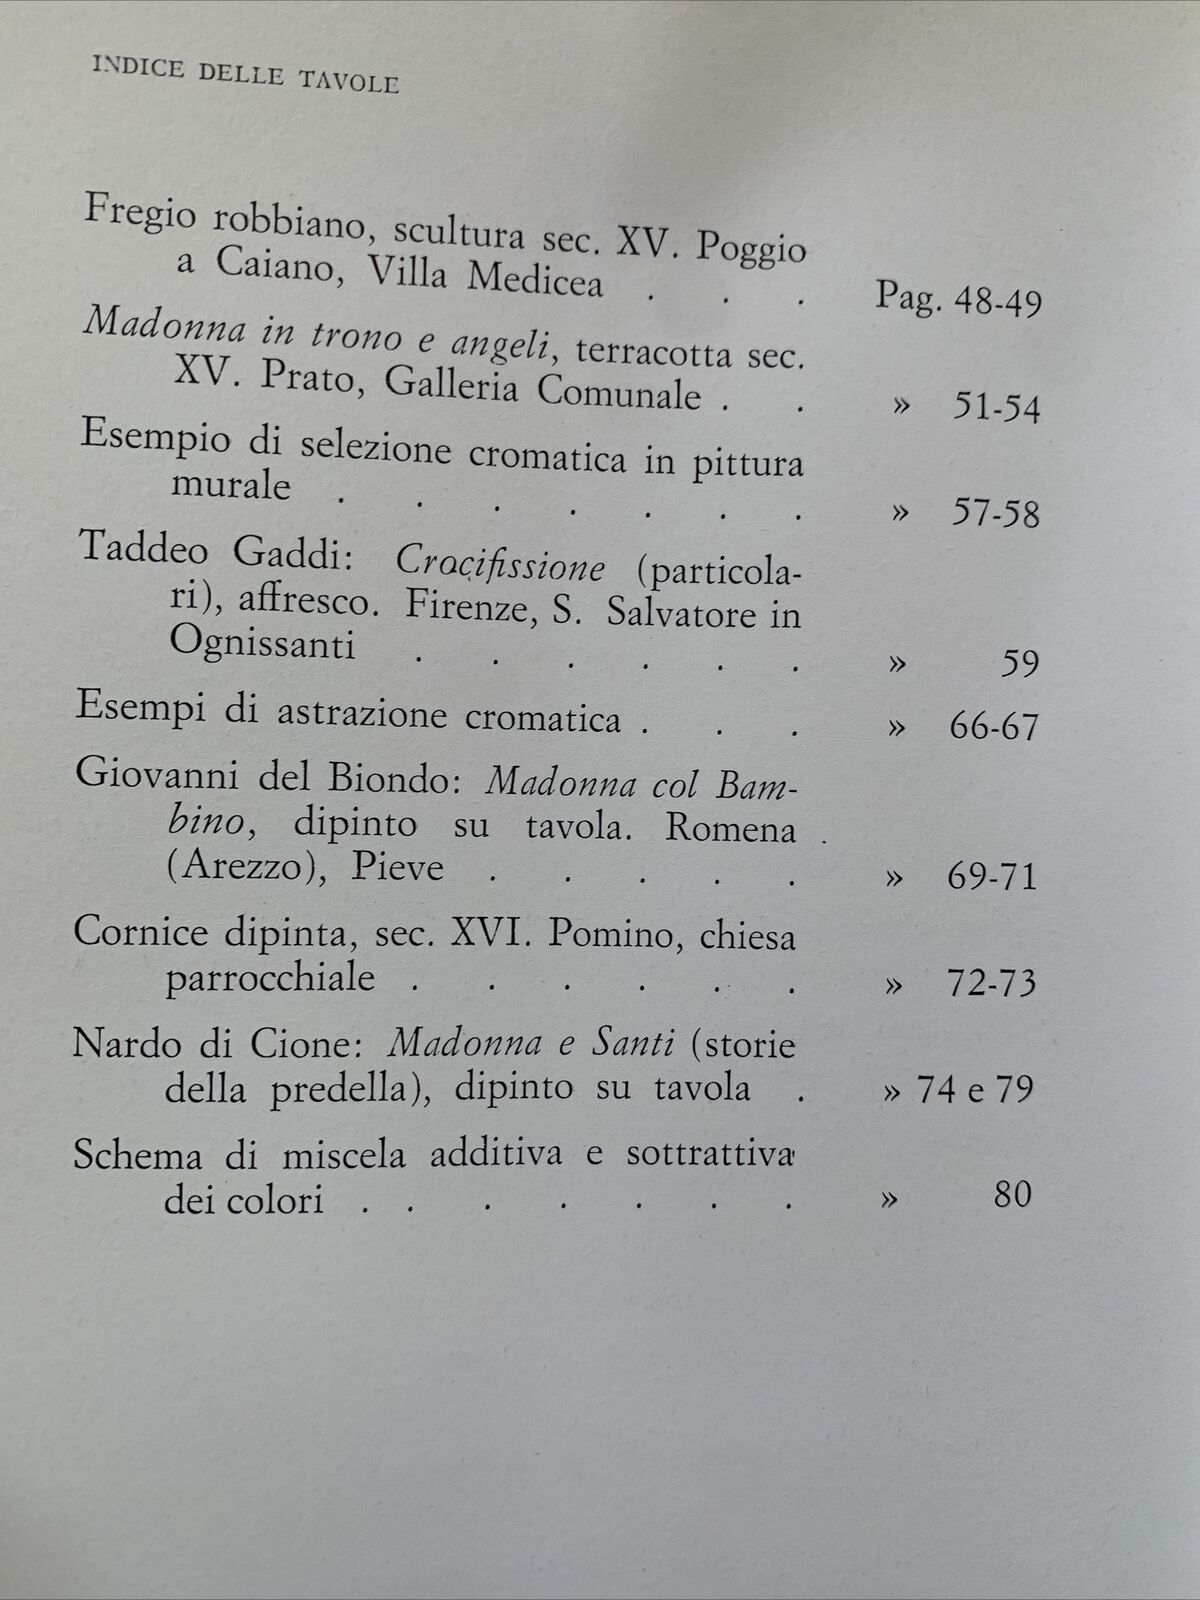 INDICE DELLE TAVOLE
Fregio robbiano, scultura sec. XV. Poggio
a Caiano, Villa Medicea . . . Pag. 48-49
Madonna in trono e angeli, terracotta sec.
XV. Prato, Galleria Comunale . . » 51-54
Esempio di selezione cromatica in pittura
murale . . . . . . . » 57-58
Taddeo Gaddi: Crocifissione (particola-
ri), affresco. Firenze, S. Salvatore in
Ognissanti . . . . . . » 59
Esempi di astrazione cromatica . . . » 66-67
Giovanni del Biondo: Madonna col Bam-
bino, dipinto su tavola. Romena
(Arezzo), Pieve . . . . . » 69-71
Cornice dipinta, sec. XVI. Pomino, chiesa
parrocchiale . . . . . . » 72-73
Nardo di Cione: Madonna e Santi (storie
della predella), dipinto su tavola . » 74 e 79
Schema di miscela additiva e sottrattiva
dei colori . . . . . . . » 80